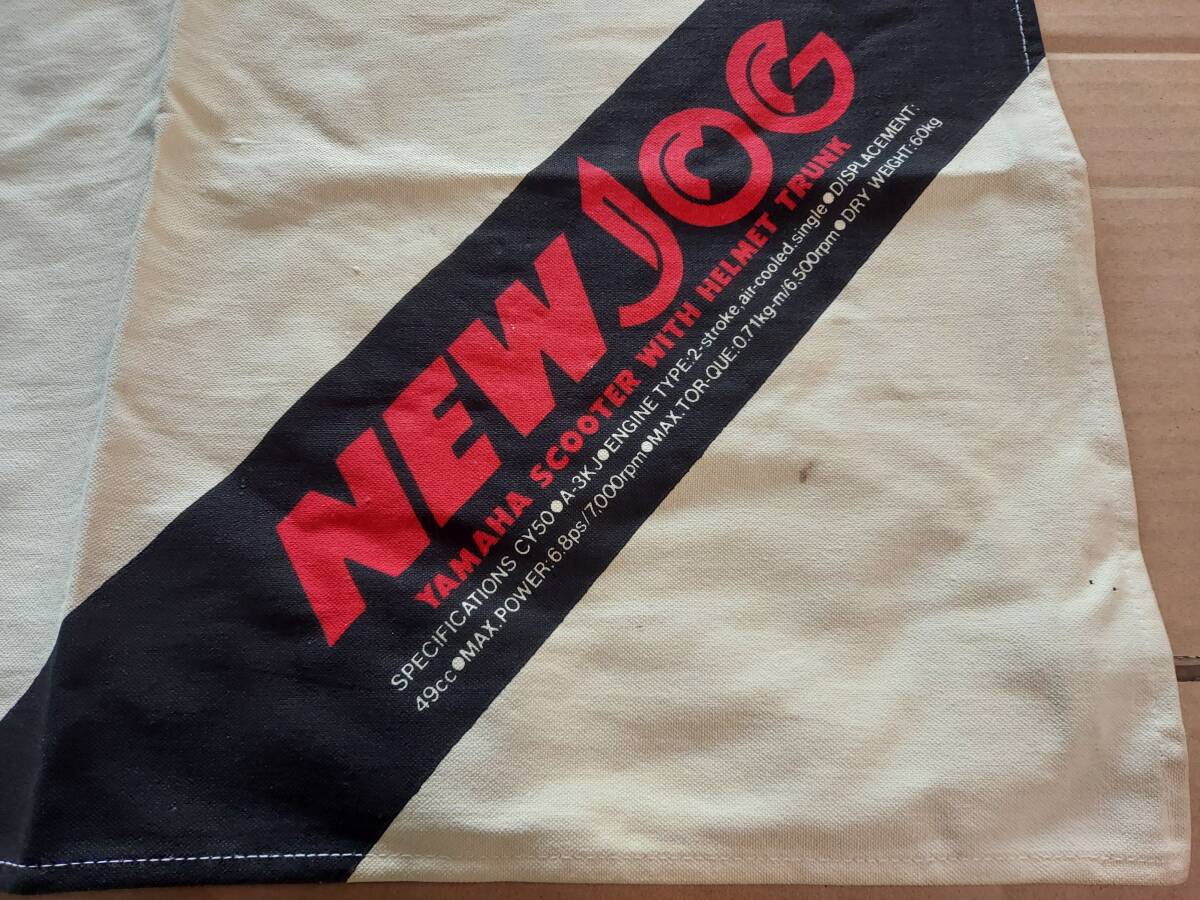 NEW JOG
YAMAHA SCOOTER WITH HELMET TRUNK
SPECIFICATIONS CY50●A-3KJ●ENGINE TYPE:2-stroke,air-cooled,single●DISPLACEMENT:
49cc●MAX.POWER:6.8ps/7,000rpm●MAX.TOR-QUE:0.71kg-m/6,500rpm●DRY WEIGHT:60kg